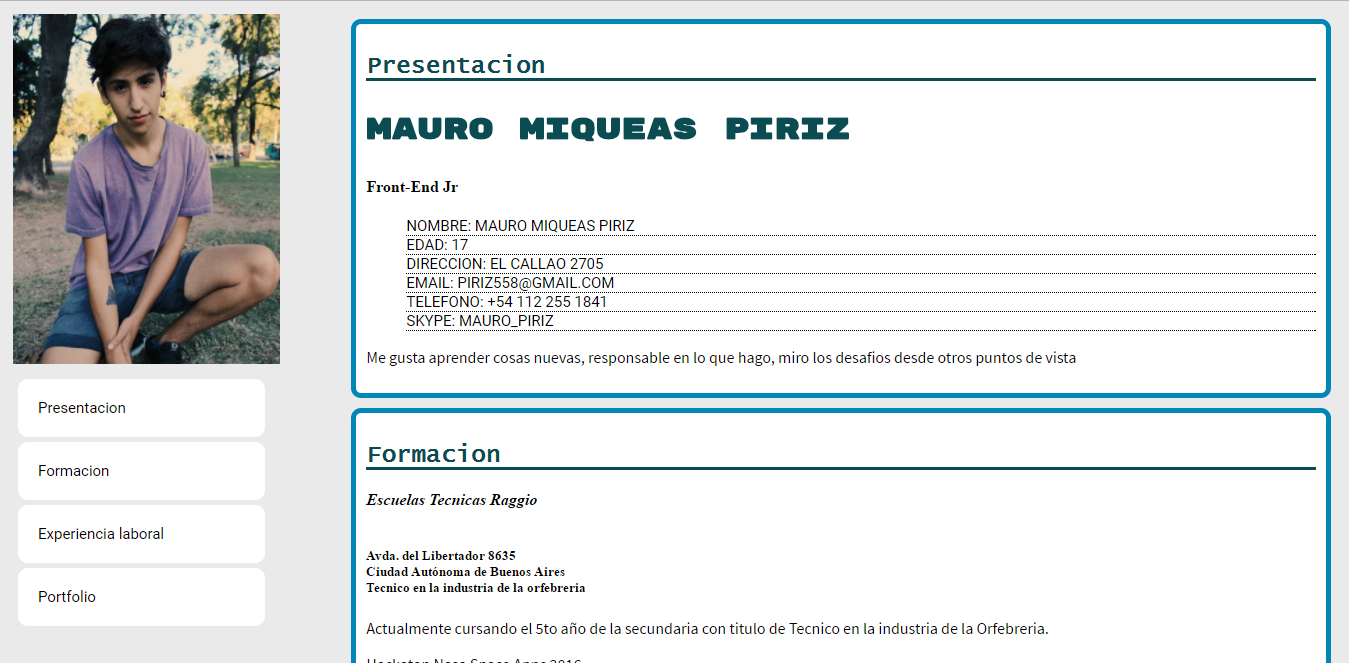 Presentacion
Formacion
Experiencia laboral
Portfolio
Presentacion
MAURO MIQUEAS PIRIZ
Front-End Jr
NOMBRE: MAURO MIQUEAS PIRIZ
EDAD: 17
DIRECCION: EL CALLAO 2705
EMAIL: PIRIZ558@GMAIL.COM
TELEFONO: +54 112 255 1841
SKYPE: MAURO_PIRIZ
Me gusta aprender cosas nuevas, responsable en lo que hago, miro los desafios desde otros puntos de vista
Formacion
Escuelas Tecnicas Raggio
Avda. del Libertador 8635
Ciudad Autónoma de Buenos Aires
Tecnico en la industria de la orfebreria
Actualmente cursando el 5to año de la secundaria con titulo de Tecnico en la industria de la Orfebreria.
Nasa Space Apps 2016